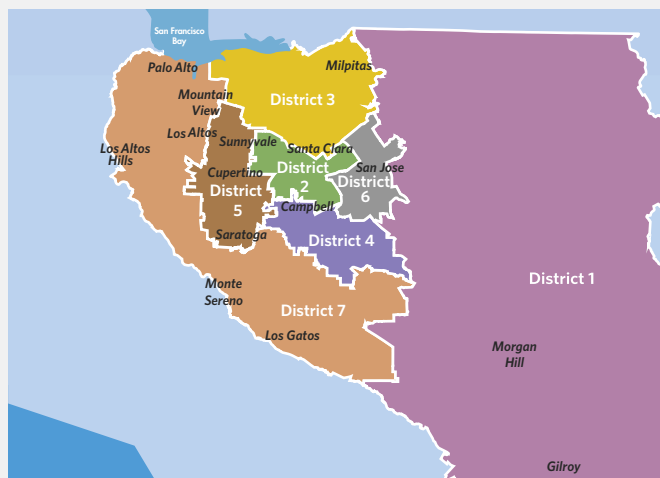 San Francisco
Bay
Palo Alto
Milpitas
Mountain
View
District 3
Los Altos
Sunnyvale
Santa Clara
Los Altos
Hills
Cupertino
District
2
San Jose
District
6
District
5
Campbell
Saratoga
District 4
Monte
Sereno
District 1
District 7
Los Gatos
Morgan
Hill
Gilroy